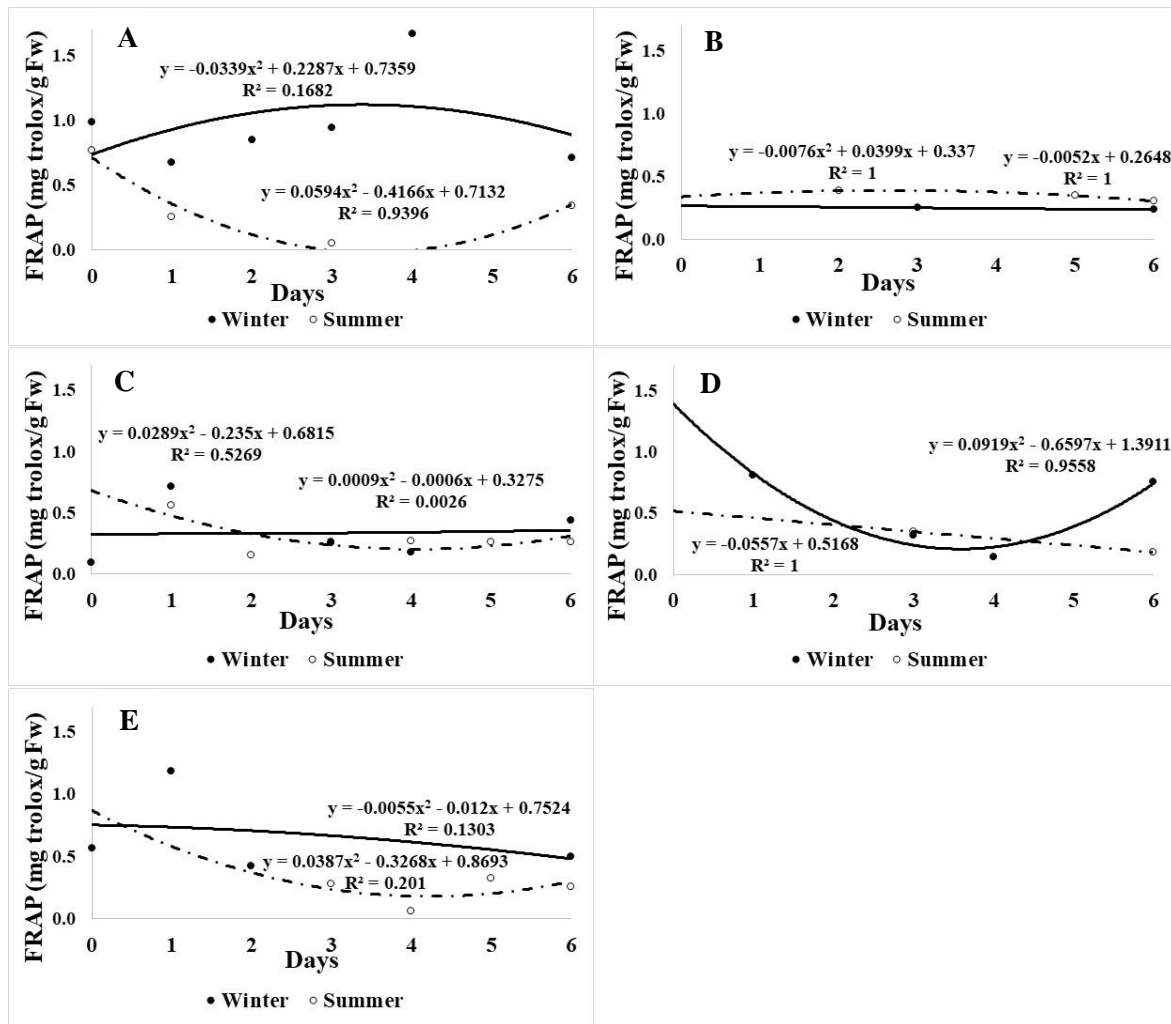 A
FRAP (mg trolox/g Fw)
1.5
1.0
0.5
0.0
y = -0.0339x² + 0.2287x + 0.7359
R² = 0.1682
y = 0.0594x² - 0.4166x + 0.7132
R² = 0.9396
0 1 2 3 4 5 6
Days
Winter Summer
B
FRAP (mg trolox/g Fw)
1.5
1.0
0.5
0.0
y = -0.0076x² + 0.0399x + 0.337
R² = 1
y = -0.0052x + 0.2648
R² = 1
0 1 2 3 4 5 6
Days
Winter Summer
C
FRAP (mg trolox/g Fw)
1.5
1.0
0.5
0.0
y = 0.0289x² - 0.235x + 0.6815
R² = 0.5269
y = 0.0009x² - 0.0006x + 0.3275
R² = 0.0026
0 1 2 3 4 5 6
Days
Winter Summer
D
FRAP (mg trolox/g Fw)
1.5
1.0
0.5
0.0
y = 0.0919x² - 0.6597x + 1.3911
R² = 0.9558
y = -0.0557x + 0.5168
R² = 1
0 1 2 3 4 5 6
Days
Winter Summer
E
FRAP (mg trolox/g Fw)
1.5
1.0
0.5
0.0
y = -0.0055x² - 0.012x + 0.7524
R² = 0.1303
y = 0.0387x² - 0.3268x + 0.8693
R² = 0.201
0 1 2 3 4 5 6
Days
Winter Summer